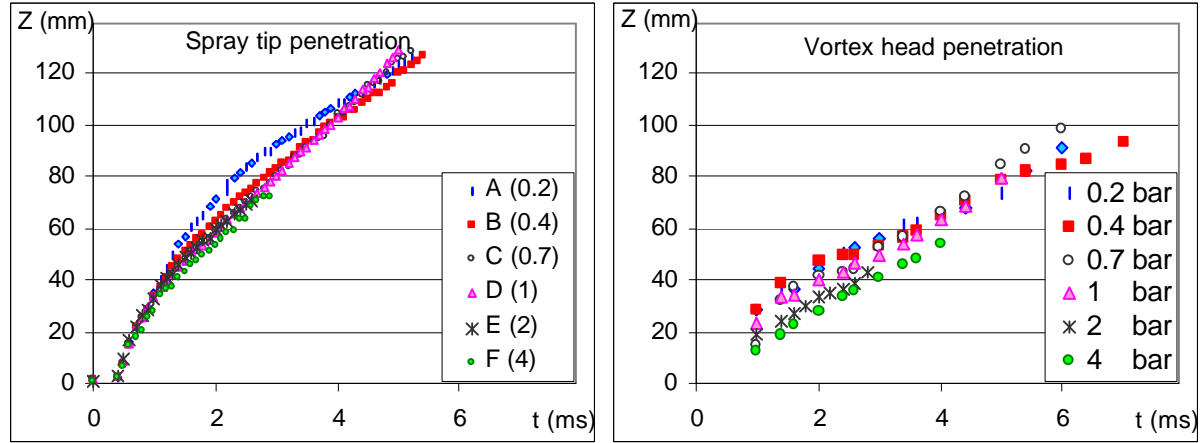 Z (mm)
Spray tip penetration
120
100
80
60
40
20
0
A (0.2)
B (0.4)
C (0.7)
D (1)
E (2)
F (4)
0 2 4 6
t (ms)
Z (mm)
Vortex head penetration
120
100
80
60
40
20
0
0.2 bar
0.4 bar
0.7 bar
1 bar
2 bar
4 bar
0 2 4 6
t (ms)